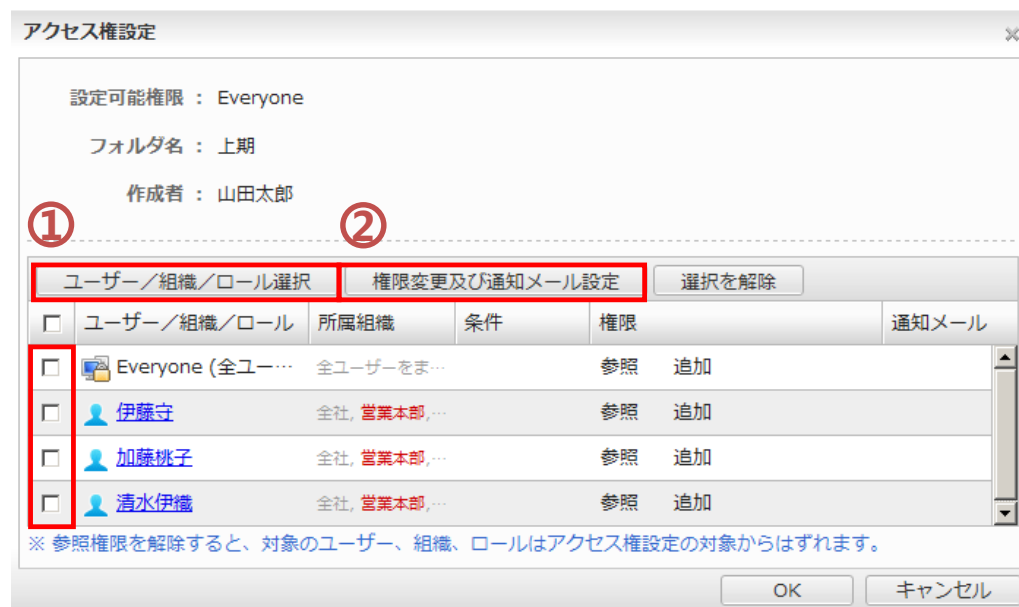 アクセス権設定
設定可能権限 : Everyone
フォルダ名 : 上期
作成者 : 山田太郎
① ②
ユーザー／組織／ロール選択 権限変更及び通知メール設定 選択を解除
ユーザー／組織／ロール 所属組織 条件 権限 通知メール
Everyone (全ユー… 全ユーザーをま… 参照 追加
伊藤守 全社, 営業本部,… 参照 追加
加藤桃子 全社, 営業本部,… 参照 追加
清水伊織 全社, 営業本部,… 参照 追加
※ 参照権限を解除すると、対象のユーザー、組織、ロールはアクセス権設定の対象からはずれます。
OK キャンセル